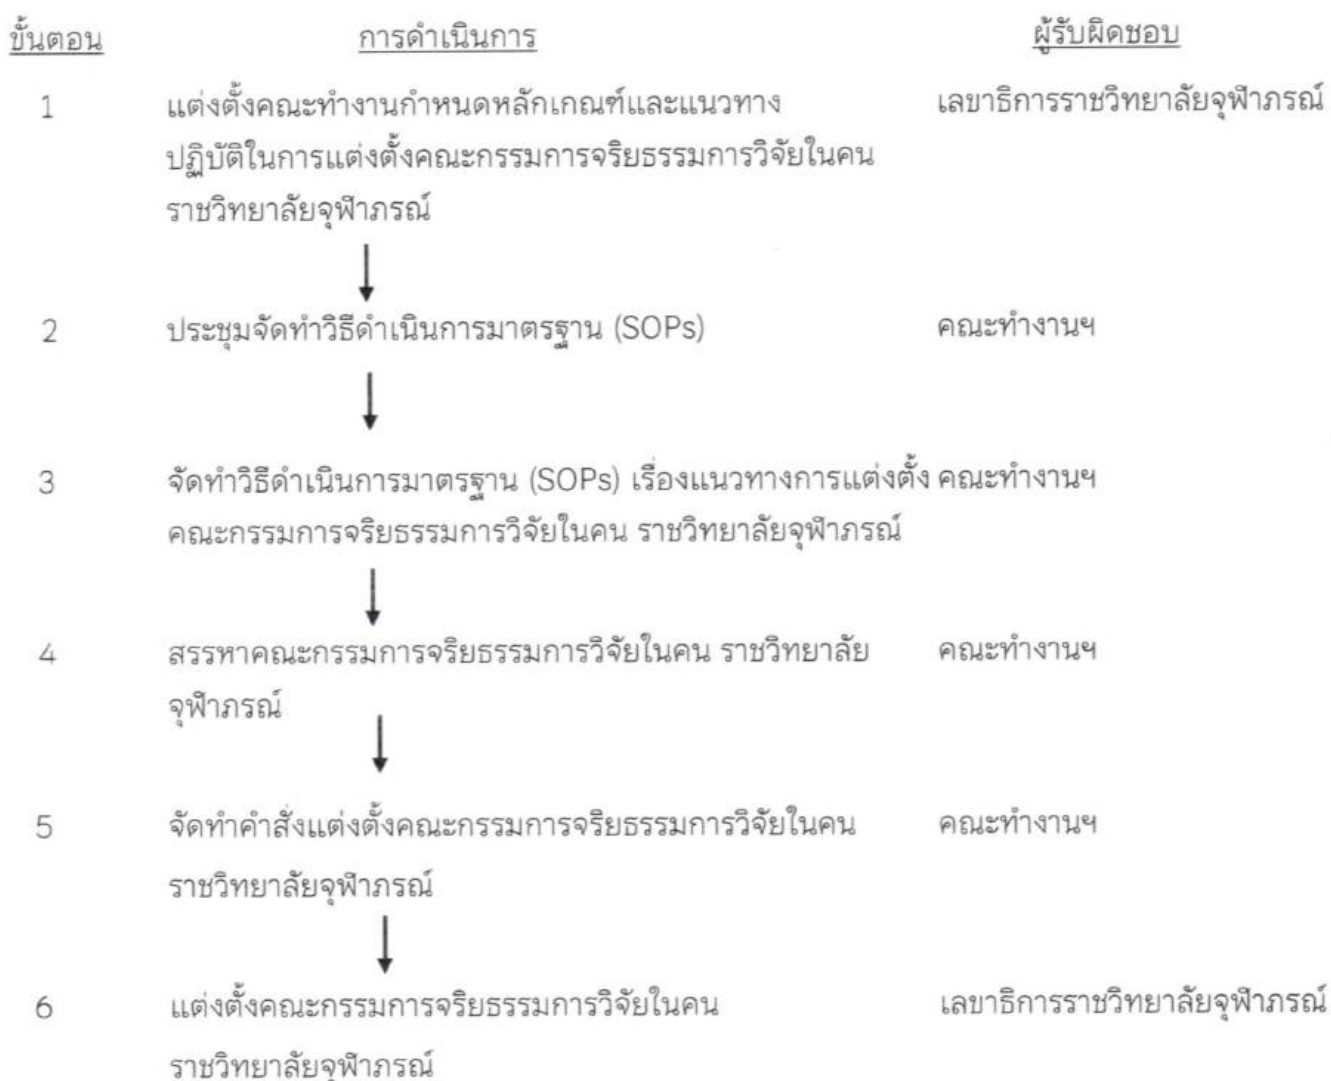 ขั้นตอน การดำเนินการ ผู้รับผิดชอบ
1 แต่งตั้งคณะทำงานกำหนดหลักเกณฑ์และแนวทาง เลขาธิการราชวิทยาลัยจุฬาภรณ์
ปฏิบัติในการแต่งตั้งคณะกรรมการจริยธรรมการวิจัยในคน
ราชวิทยาลัยจุฬาภรณ์
2 ประชุมจัดทำวิธีดำเนินการมาตรฐาน (SOPs) คณะทำงานฯ
3 จัดทำวิธีดำเนินการมาตรฐาน (SOPs) เรื่องแนวทางการแต่งตั้ง คณะทำงานฯ
คณะกรรมการจริยธรรมการวิจัยในคน ราชวิทยาลัยจุฬาภรณ์
4 สรรหาคณะกรรมการจริยธรรมการวิจัยในคน ราชวิทยาลัย คณะทำงานฯ
จุฬาภรณ์
5 จัดทำคำสั่งแต่งตั้งคณะกรรมการจริยธรรมการวิจัยในคน คณะทำงานฯ
ราชวิทยาลัยจุฬาภรณ์
6 แต่งตั้งคณะกรรมการจริยธรรมการวิจัยในคน เลขาธิการราชวิทยาลัยจุฬาภรณ์
ราชวิทยาลัยจุฬาภรณ์